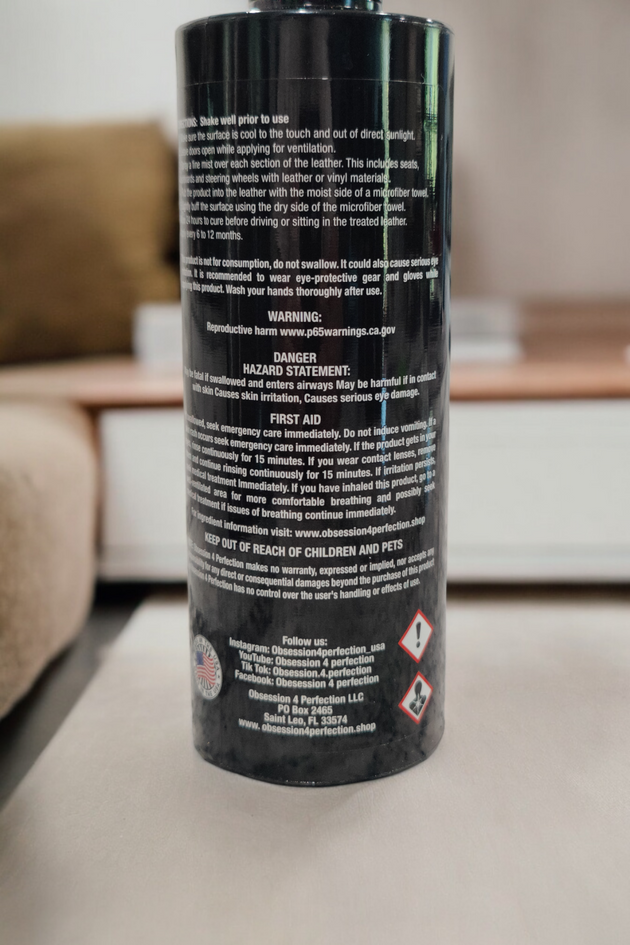 Shake well prior to use
sure the surface is cool to the touch and out of direct sunlight.
doors open while applying for ventilation.
a fine mist over each section of the leather. This includes seats,
and steering wheels with leather or vinyl materials.
the product into the leather with the moist side of a microfiber towel.
buff the surface using the dry side of the microfiber towel.
24 hours to cure before driving or sitting in the treated leather.
every 6 to 12 months.
product is not for consumption, do not swallow. It could also cause serious eye
It is recommended to wear eye-protective gear and gloves while
this product. Wash your hands thoroughly after use.
WARNING:
Reproductive harm www.p65warnings.ca.gov
DANGER
HAZARD STATEMENT:
be fatal if swallowed and enters airways May be harmful if in contact
with skin Causes skin irritation, Causes serious eye damage.
FIRST AID
seek emergency care immediately. Do not induce vomiting. If a
occurs seek emergency care immediately. If the product gets in your
continuously for 15 minutes. If you wear contact lenses, remove
and continue rinsing continuously for 15 minutes. If irritation persists,
medical treatment Immediately. If you have inhaled this product, go to a
area for more comfortable breathing and possibly seek
treatment if issues of breathing continue immediately.
For ingredient information visit: www.obsession4perfection.shop
KEEP OUT OF REACH OF CHILDREN AND PETS
Obsession 4 Perfection makes no warranty, expressed or implied, nor accepts any
for any direct or consequential damages beyond the purchase of this product
4 Perfection has no control over the user's handling or effects of use.
Follow us:
Instagram: Obsession4perfection_usa
YouTube: Obsession 4 perfection
Tik Tok: Obsession.4.perfection
Facebook: Obesession 4 perfection
Obsession 4 Perfection LLC
PO Box 2465
Saint Leo, FL 33574
www. obsession4perfection.shop